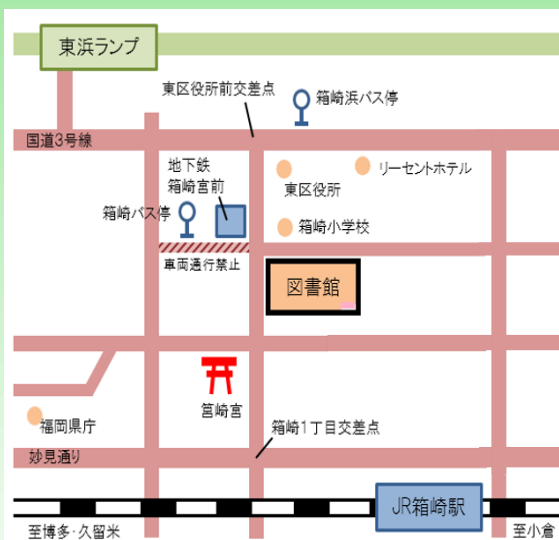 東浜ランプ
東区役所前交差点
箱崎浜バス停
国道3号線
地下鉄
箱崎宮前
リーセントホテル
東区役所
箱崎バス停
箱崎小学校
車両通行禁止
図書館
筥崎宮
福岡県庁
箱崎1丁目交差点
妙見通り
JR箱崎駅
至博多・久留米
至小倉